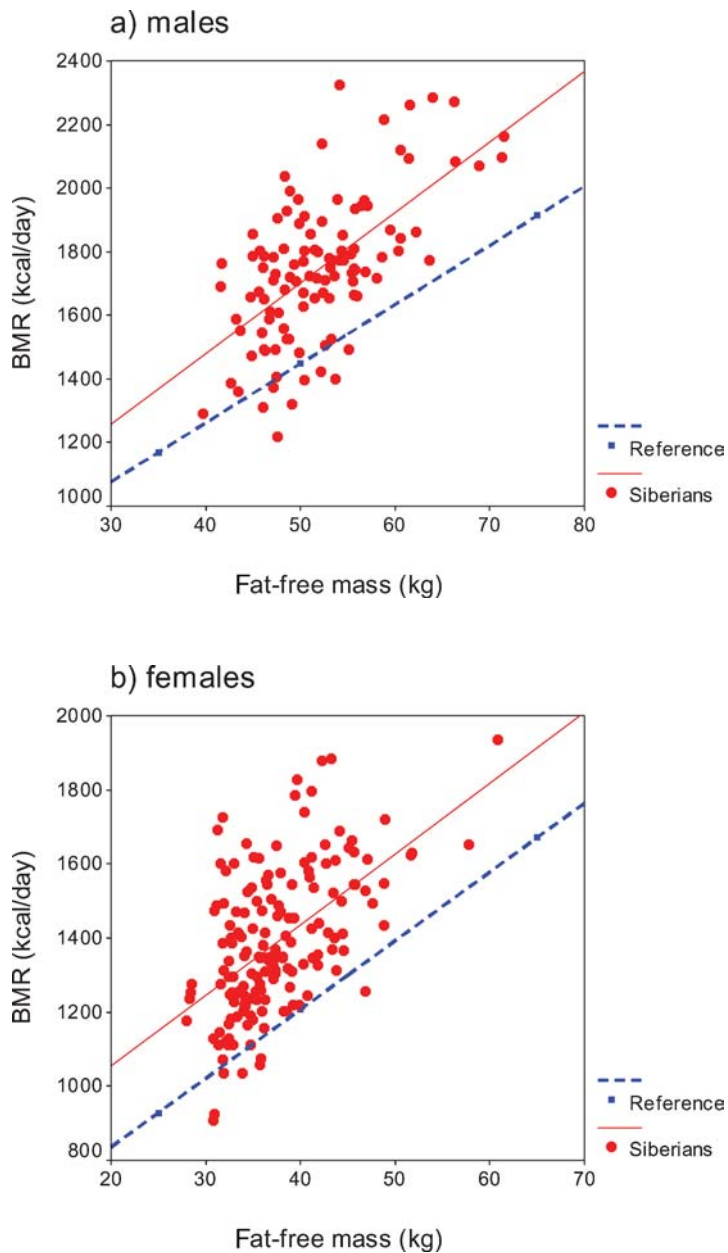 a) males
2400
2200
2000
1800
1600
1400
1200
1000
BMR (kcal/day)
30 40 50 60 70 80
Fat-free mass (kg)
Reference
Siberians
b) females
2000
1800
1600
1400
1200
1000
800
BMR (kcal/day)
20 30 40 50 60 70
Fat-free mass (kg)
Reference
Siberians